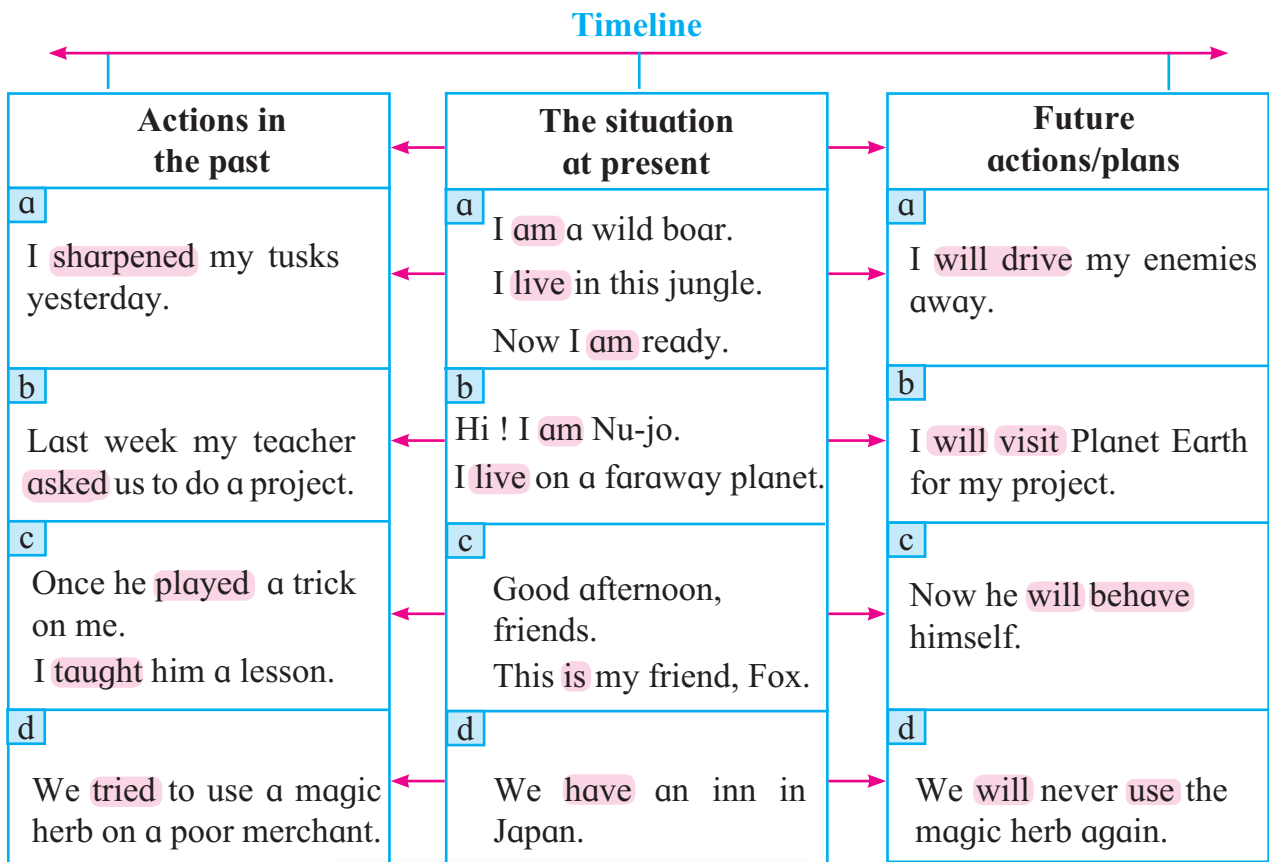 Timeline
Actions in
the past
The situation
at present
Future
actions/plans
a
I sharpened my tusks
yesterday.
a
I am a wild boar.
I live in this jungle.
Now I am ready.
a
I will drive my enemies
away.
b
Last week my teacher
asked us to do a project.
b
Hi ! I am Nu-jo.
I live on a faraway planet.
b
I will visit Planet Earth
for my project.
c
Once he played a trick
on me.
I taught him a lesson.
c
Good afternoon,
friends.
This is my friend, Fox.
c
Now he will behave
himself.
d
We tried to use a magic
herb on a poor merchant.
d
We have an inn in
Japan.
d
We will never use the
magic herb again.